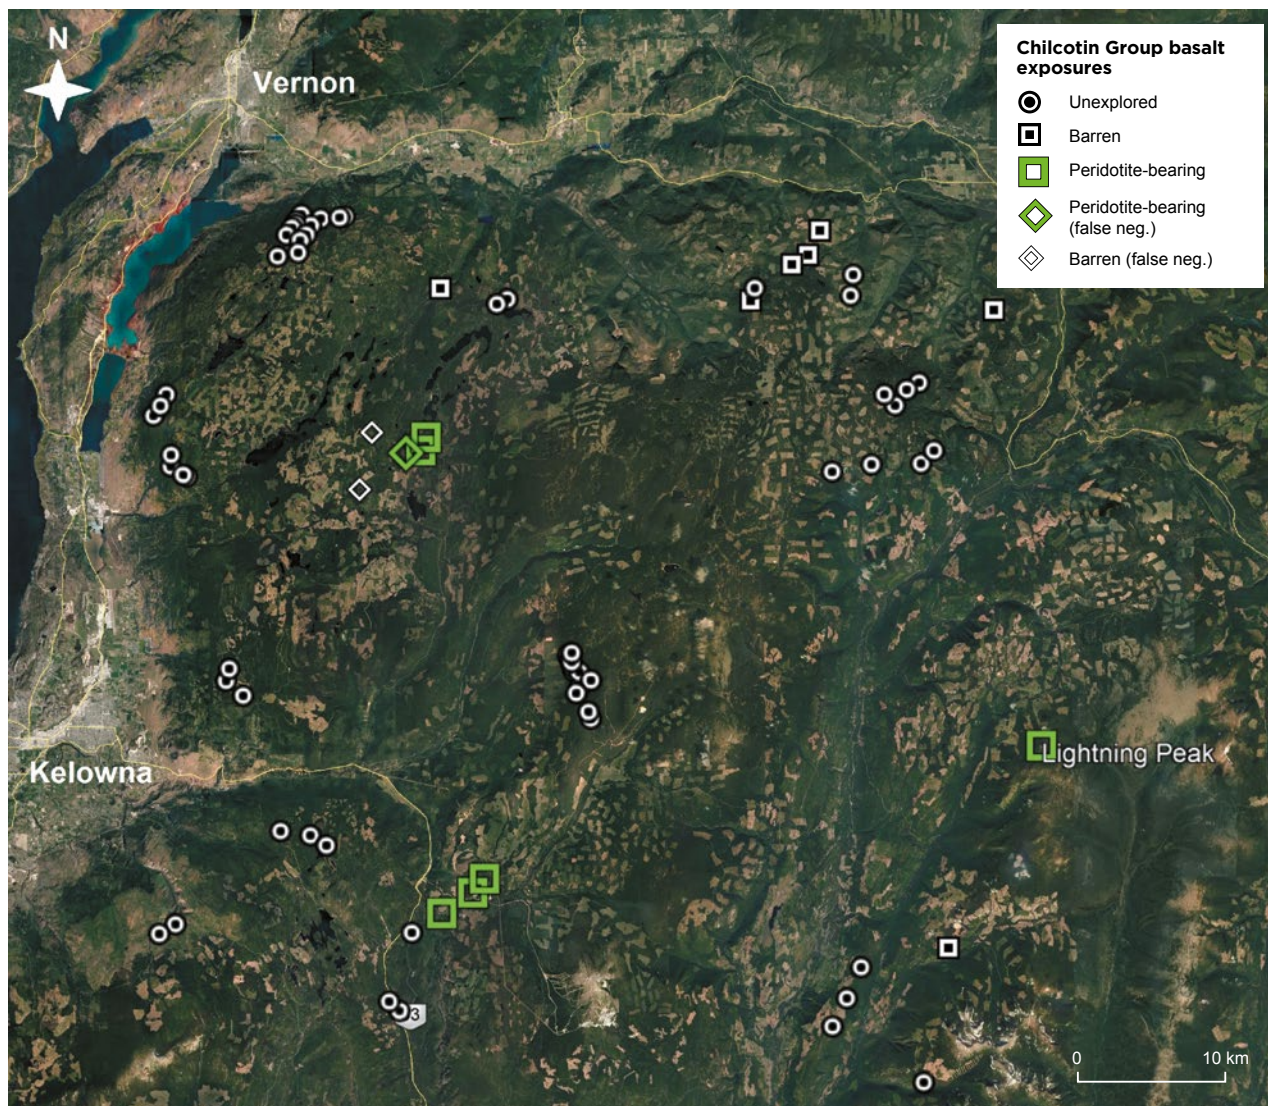 N
Vernon
Chilcotin Group basalt
exposures
Unexplored
Barren
Peridotite-bearing
Peridotite-bearing
(false neg.)
Barren (false neg.)
Lightning Peak
Kelowna
3
0 10 km